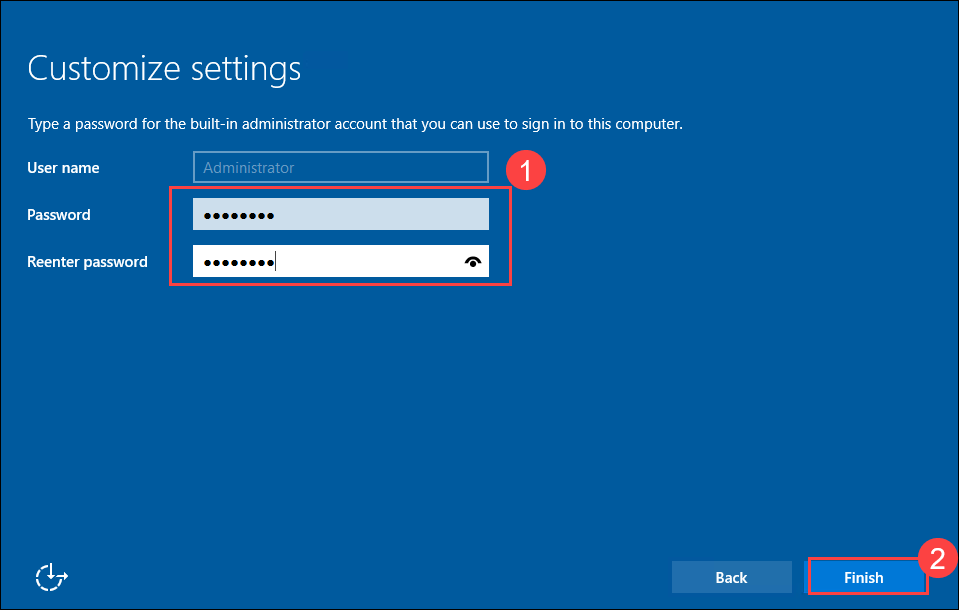 Customize settings
Type a password for the built-in administrator account that you can use to sign in to this computer.
User name Administrator 1
Password ●●●●●●●●
Reenter password ●●●●●●●●
Back Finish 2